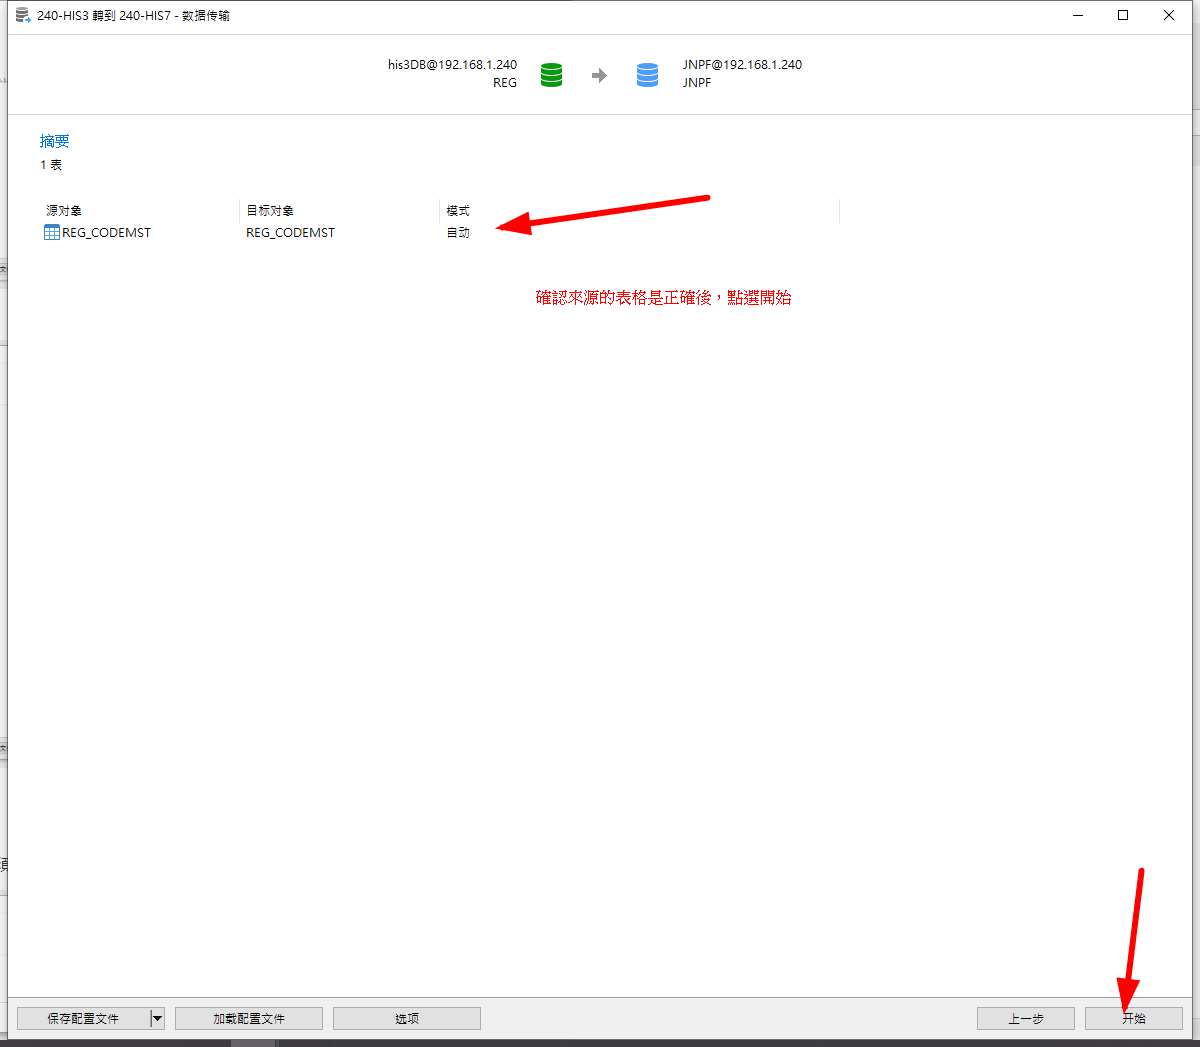 240-HIS3 轉到 240-HIS7 - 数据传输
his3DB@192.168.1.240
REG
JNPF@192.168.1.240
JNPF
摘要
1 表
源对象 目标对象 模式
REG_CODEMST REG_CODEMST 自动
確認來源的表格是正確後，點選開始
保存配置文件 加载配置文件 选项 上一步 开始